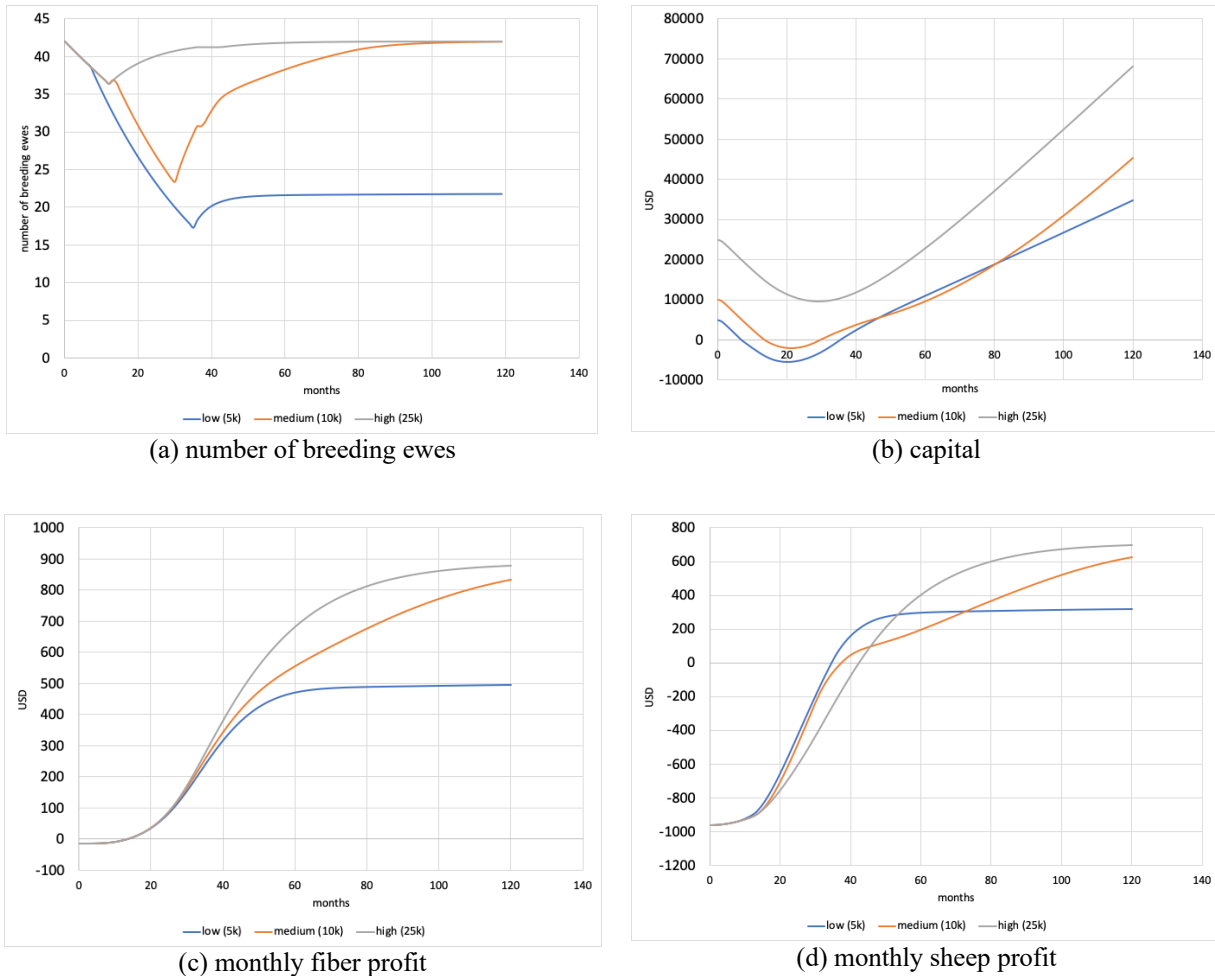 45
40
35
30
25
20
15
10
5
0
number of breeding ewes
0 20 40 60 80 100 120 140
months
low (5k) medium (10k) high (25k)
(a) number of breeding ewes
80000
70000
60000
50000
40000
30000
20000
10000
0
-10000
USD
0 20 40 60 80 100 120 140
months
low (5k) medium (10k) high (25k)
(b) capital
1000
900
800
700
600
500
400
300
200
100
0
-100
USD
0 20 40 60 80 100 120 140
months
low (5k) medium (10k) high (25k)
(c) monthly fiber profit
800
600
400
200
0
-200
-400
-600
-800
-1000
-1200
USD
0 20 40 60 80 100 120 140
months
low (5k) medium (10k) high (25k)
(d) monthly sheep profit